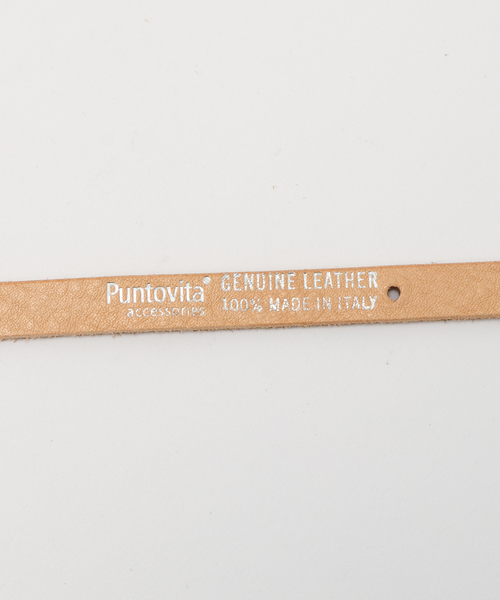 Puntovita
accessories
GENUINE LEATHER
100% MADE IN ITALY